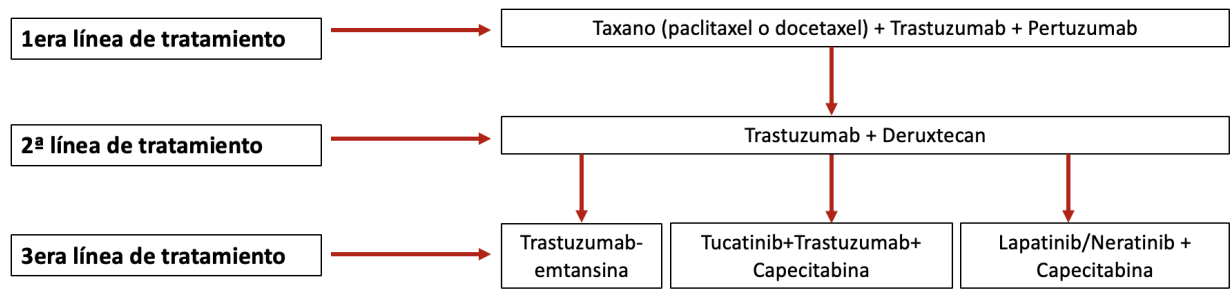 1era línea de tratamiento
Taxano (paclitaxel o docetaxel) + Trastuzumab + Pertuzumab
2ª línea de tratamiento
Trastuzumab + Deruxtecan
3era línea de tratamiento
Trastuzumab-
emtansina
Tucatinib+Trastuzumab+
Capecitabina
Lapatinib/Neratinib +
Capecitabina